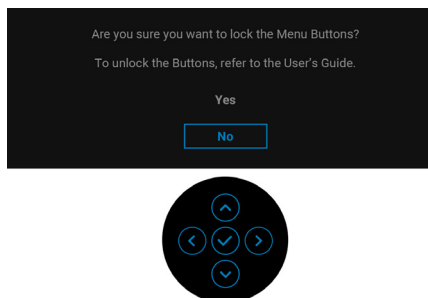 Are you sure you want to lock the Menu Buttons?
To unlock the Buttons, refer to the User's Guide.
Yes
No